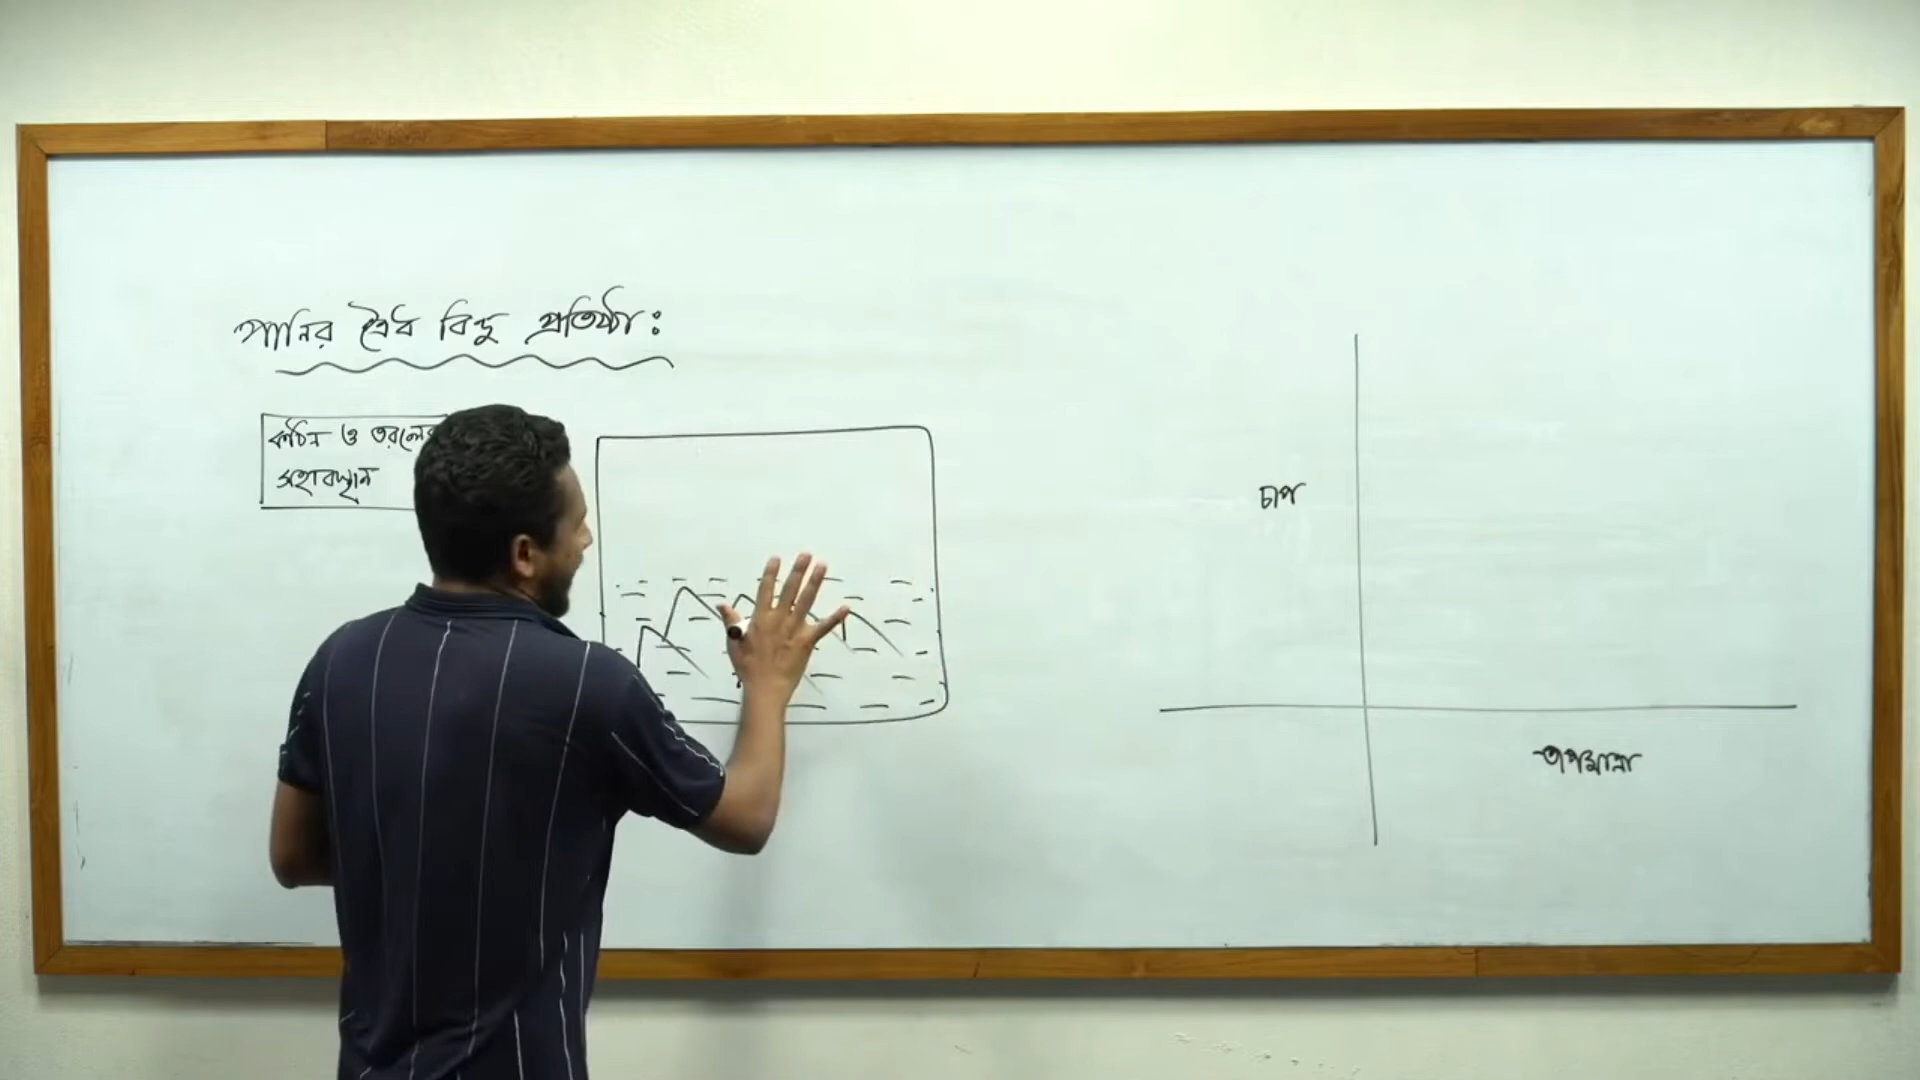 পানির ত্রৈধ বিন্দু প্রতিষ্ঠা:
কঠিন ও তরলের
সহাবস্থান
চাপ
তাপমাত্রা